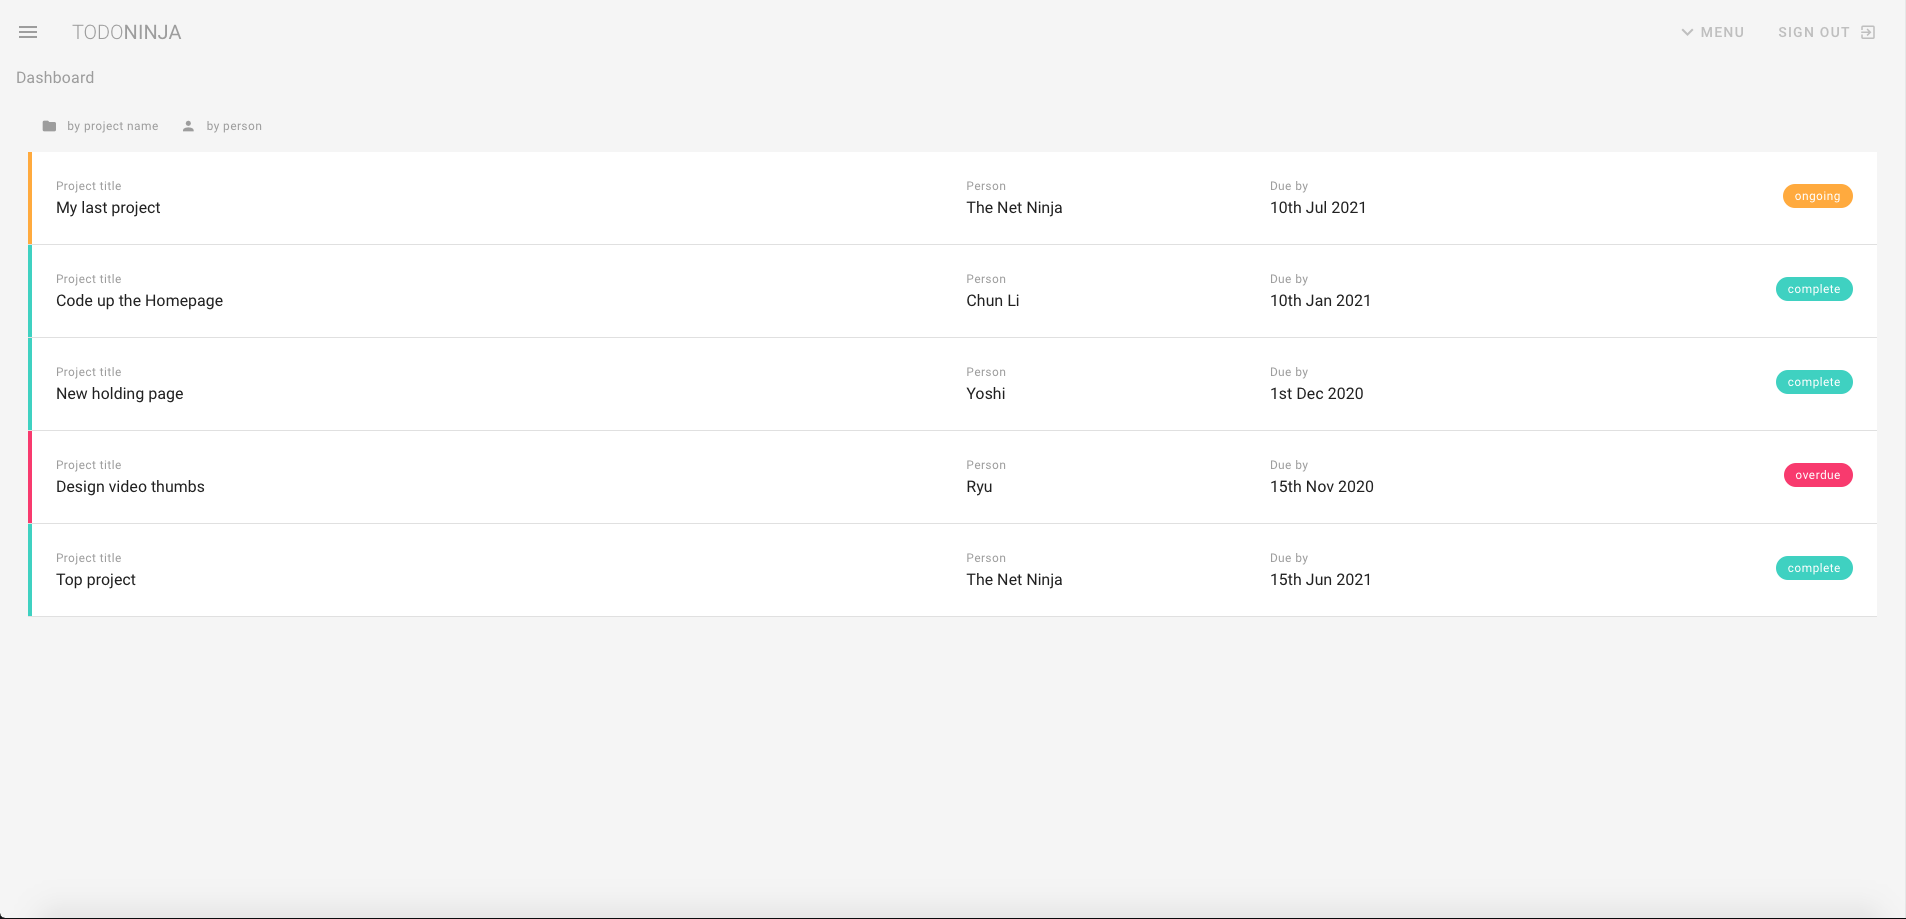 TODONINJA MENU SIGN OUT
Dashboard
by project name by person
Project title Person Due by
My last project The Net Ninja 10th Jul 2021 ongoing
Project title Person Due by
Code up the Homepage Chun Li 10th Jan 2021 complete
Project title Person Due by
New holding page Yoshi 1st Dec 2020 complete
Project title Person Due by
Design video thumbs Ryu 15th Nov 2020 overdue
Project title Person Due by
Top project The Net Ninja 15th Jun 2021 complete